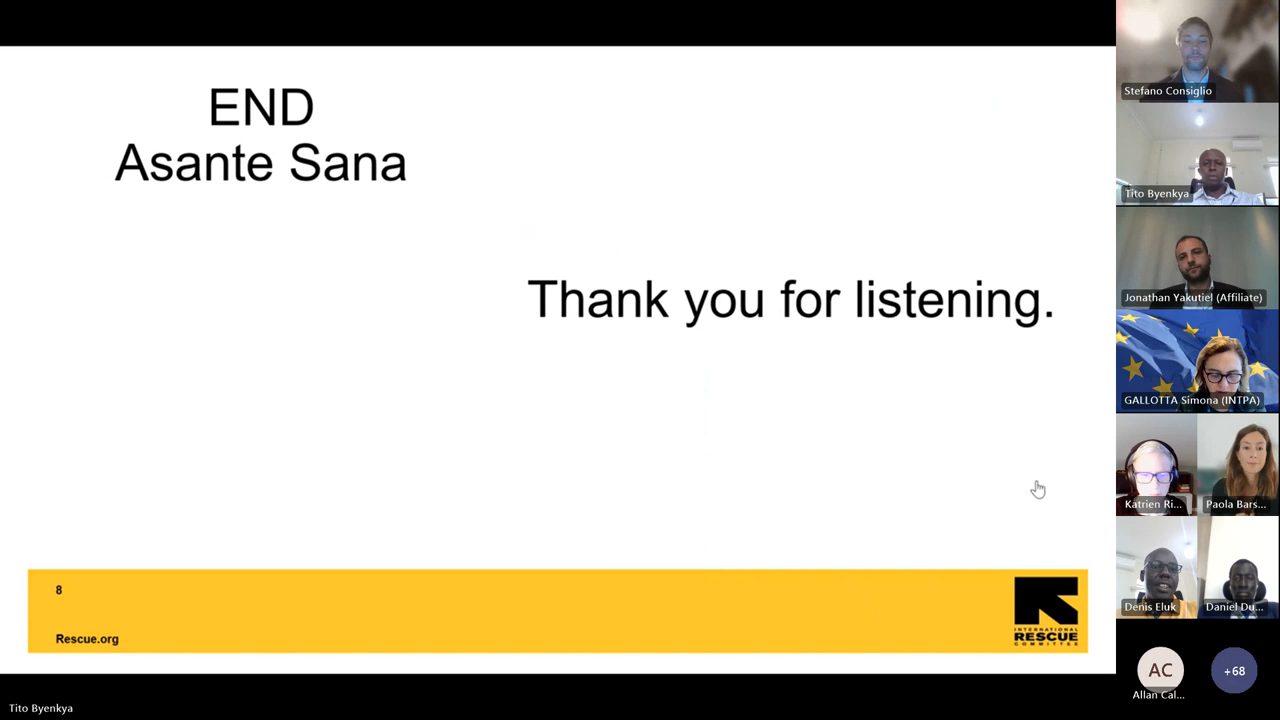 END
Asante Sana
Thank you for listening.
8
Rescue.org
INTERNATIONAL
RESCUE
COMMITTEE
Stefano Consiglio
Tito Byenkya
Jonathan Yakutiel (Affiliate)
GALLOTTA Simona (INTPA)
Katrien Ri...
Paola Bars...
Denis Eluk
Daniel Du...
AC
+68
Allan Cal...
Tito Byenkya